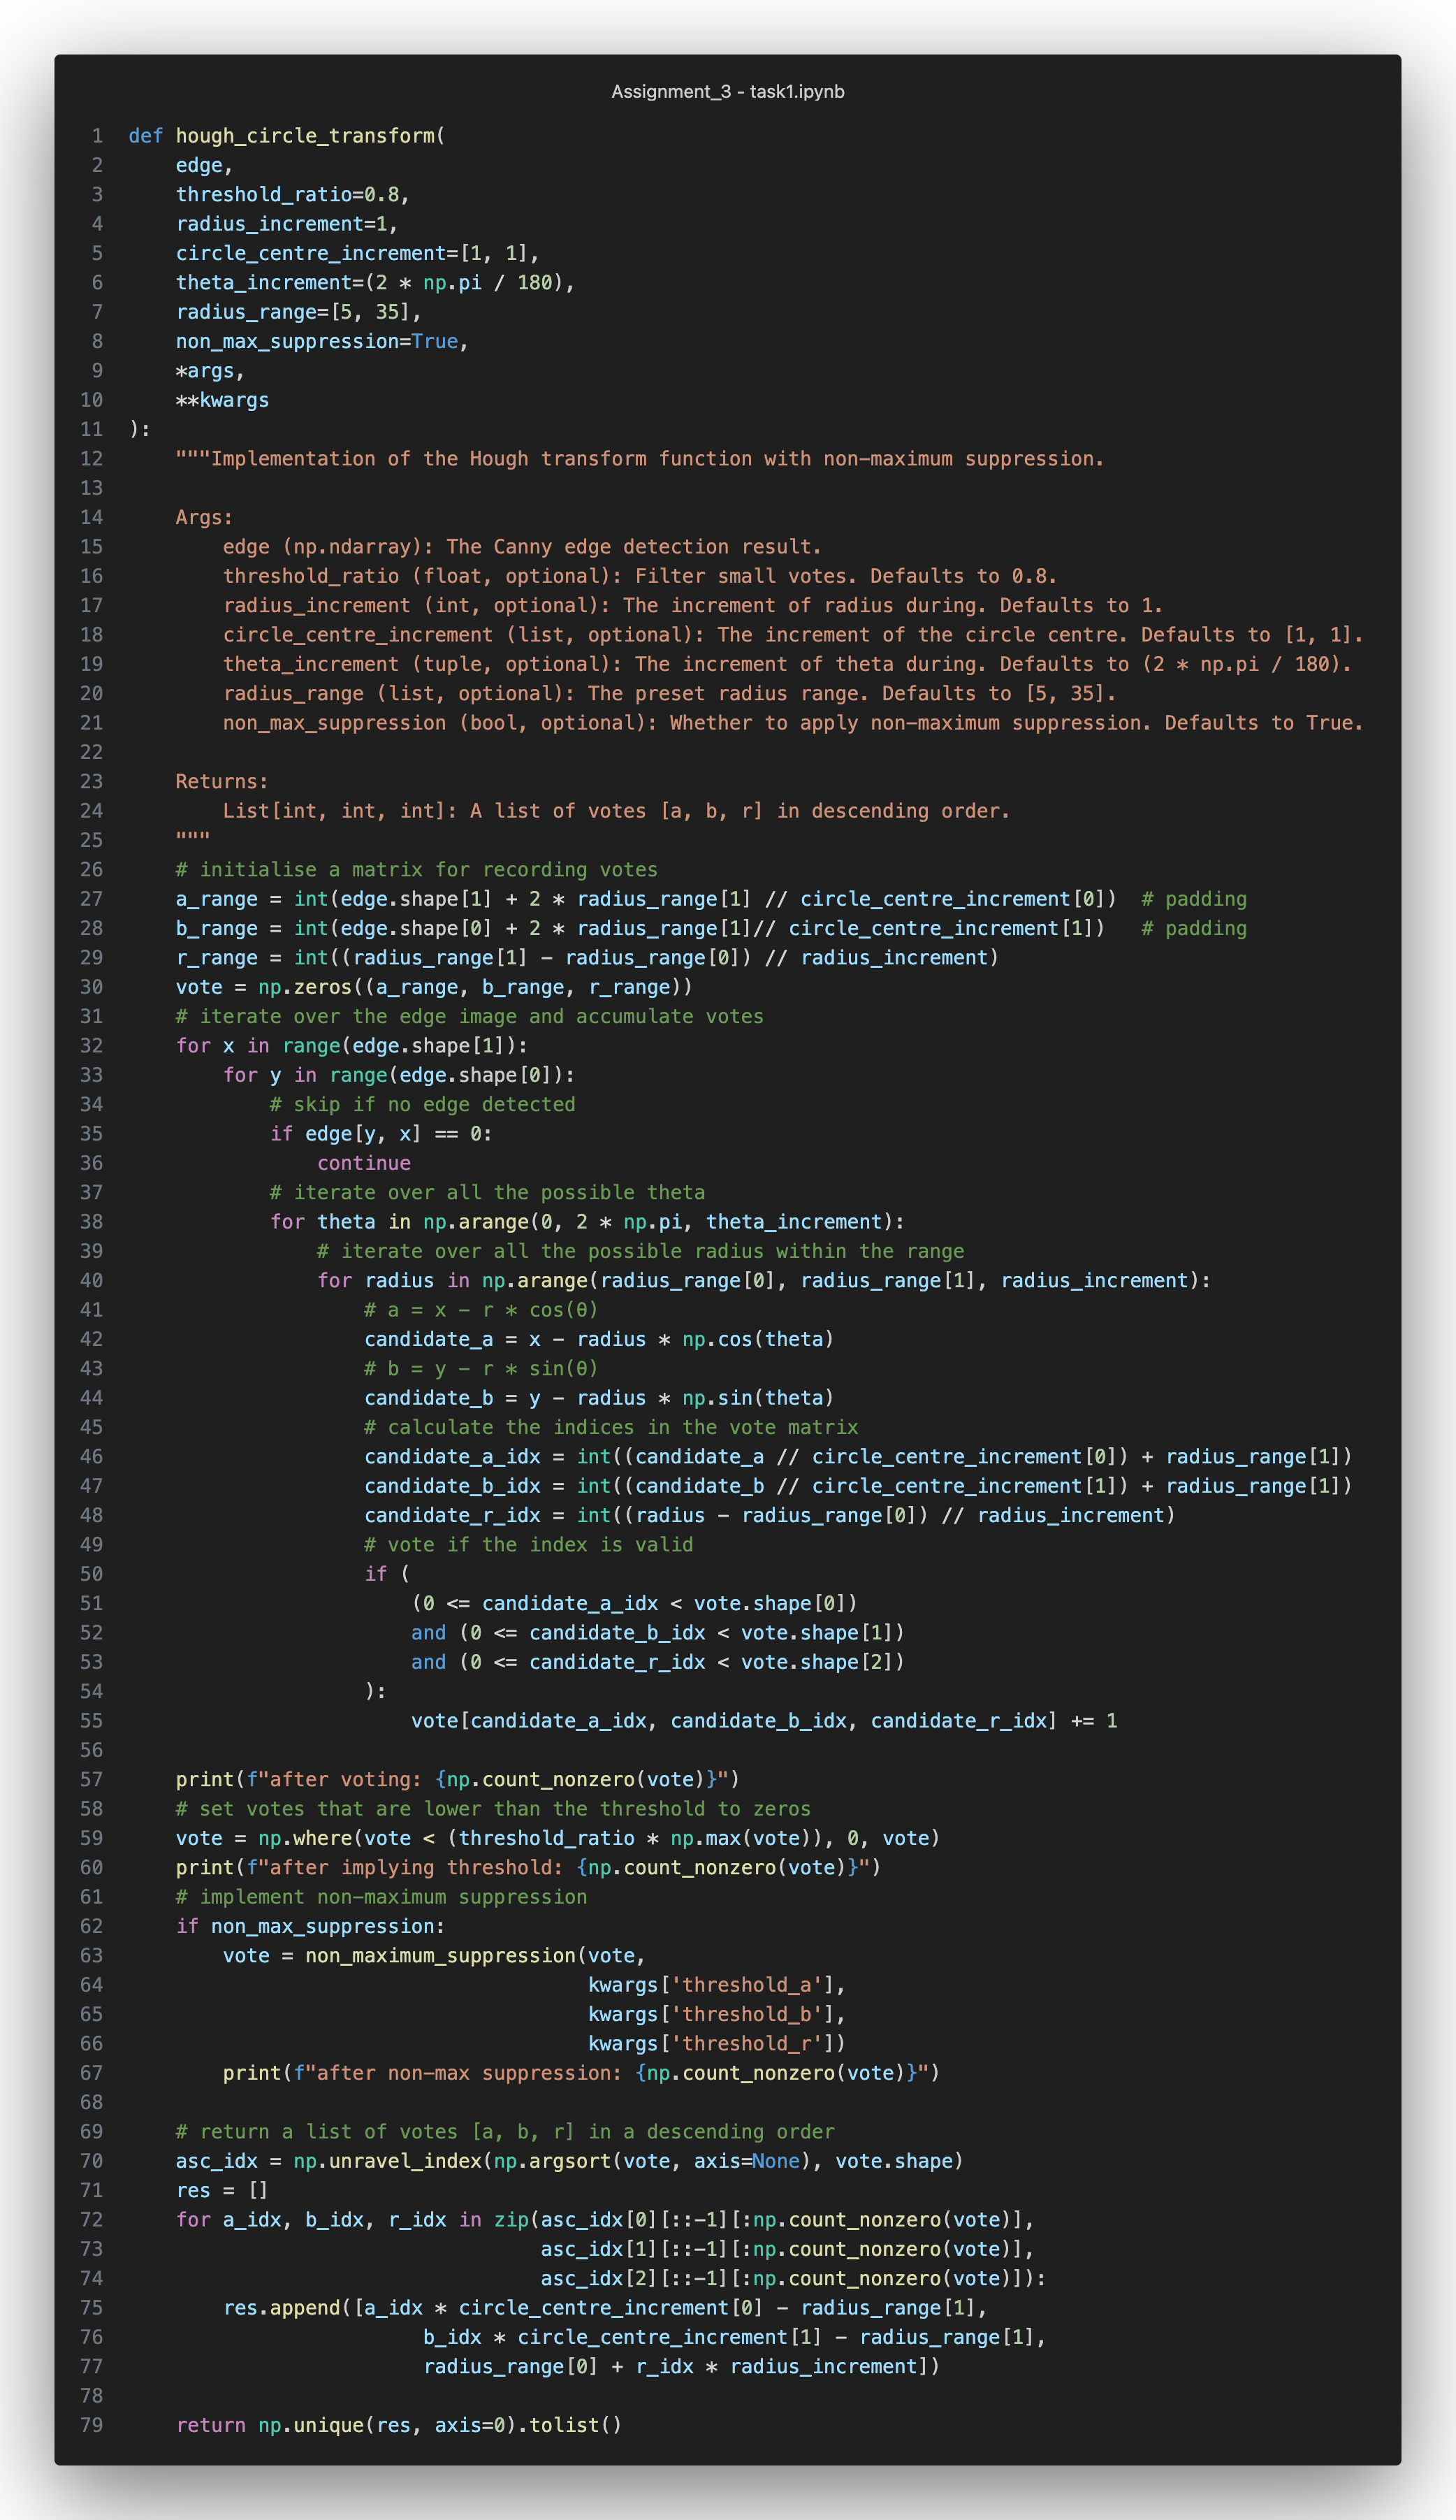 Assignment_3 - task1.ipynb
1 def hough_circle_transform(
2     edge,
3     threshold_ratio=0.8,
4     radius_increment=1,
5     circle_centre_increment=[1, 1],
6     theta_increment=(2 * np.pi / 180),
7     radius_range=[5, 35],
8     non_max_suppression=True,
9     *args,
10     **kwargs
11 ):
12     """Implementation of the Hough transform function with non-maximum suppression.
13
14     Args:
15         edge (np.ndarray): The Canny edge detection result.
16         threshold_ratio (float, optional): Filter small votes. Defaults to 0.8.
17         radius_increment (int, optional): The increment of radius during. Defaults to 1.
18         circle_centre_increment (list, optional): The increment of the circle centre. Defaults to [1, 1].
19         theta_increment (tuple, optional): The increment of theta during. Defaults to (2 * np.pi / 180).
20         radius_range (list, optional): The preset radius range. Defaults to [5, 35].
21         non_max_suppression (bool, optional): Whether to apply non-maximum suppression. Defaults to True.
22
23     Returns:
24         List[int, int, int]: A list of votes [a, b, r] in descending order.
25     """
26     # initialise a matrix for recording votes
27     a_range = int(edge.shape[1] + 2 * radius_range[1] // circle_centre_increment[0])  # padding
28     b_range = int(edge.shape[0] + 2 * radius_range[1]// circle_centre_increment[1])   # padding
29     r_range = int((radius_range[1] - radius_range[0]) // radius_increment)
30     vote = np.zeros((a_range, b_range, r_range))
31     # iterate over the edge image and accumulate votes
32     for x in range(edge.shape[1]):
33         for y in range(edge.shape[0]):
34             # skip if no edge detected
35             if edge[y, x] == 0:
36                 continue
37             # iterate over all the possible theta
38             for theta in np.arange(0, 2 * np.pi, theta_increment):
39                 # iterate over all the possible radius within the range
40                 for radius in np.arange(radius_range[0], radius_range[1], radius_increment):
41                     # a = x - r * cos(θ)
42                     candidate_a = x - radius * np.cos(theta)
43                     # b = y - r * sin(θ)
44                     candidate_b = y - radius * np.sin(theta)
45                     # calculate the indices in the vote matrix
46                     candidate_a_idx = int((candidate_a // circle_centre_increment[0]) + radius_range[1])
47                     candidate_b_idx = int((candidate_b // circle_centre_increment[1]) + radius_range[1])
48                     candidate_r_idx = int((radius - radius_range[0]) // radius_increment)
49                     # vote if the index is valid
50                     if (
51                         (0 <= candidate_a_idx < vote.shape[0])
52                         and (0 <= candidate_b_idx < vote.shape[1])
53                         and (0 <= candidate_r_idx < vote.shape[2])
54                     ):
55                         vote[candidate_a_idx, candidate_b_idx, candidate_r_idx] += 1
56
57     print(f"after voting: {np.count_nonzero(vote)}")
58     # set votes that are lower than the threshold to zeros
59     vote = np.where(vote < (threshold_ratio * np.max(vote)), 0, vote)
60     print(f"after implying threshold: {np.count_nonzero(vote)}")
61     # implement non-maximum suppression
62     if non_max_suppression:
63         vote = non_maximum_suppression(vote,
64                                        kwargs['threshold_a'],
65                                        kwargs['threshold_b'],
66                                        kwargs['threshold_r'])
67         print(f"after non-max suppression: {np.count_nonzero(vote)}")
68
69     # return a list of votes [a, b, r] in a descending order
70     asc_idx = np.unravel_index(np.argsort(vote, axis=None), vote.shape)
71     res = []
72     for a_idx, b_idx, r_idx in zip(asc_idx[0][::-1][:np.count_nonzero(vote)],
73                                    asc_idx[1][::-1][:np.count_nonzero(vote)],
74                                    asc_idx[2][::-1][:np.count_nonzero(vote)]):
75         res.append([a_idx * circle_centre_increment[0] - radius_range[1],
76                          b_idx * circle_centre_increment[1] - radius_range[1],
77                          radius_range[0] + r_idx * radius_increment])
78
79     return np.unique(res, axis=0).tolist()